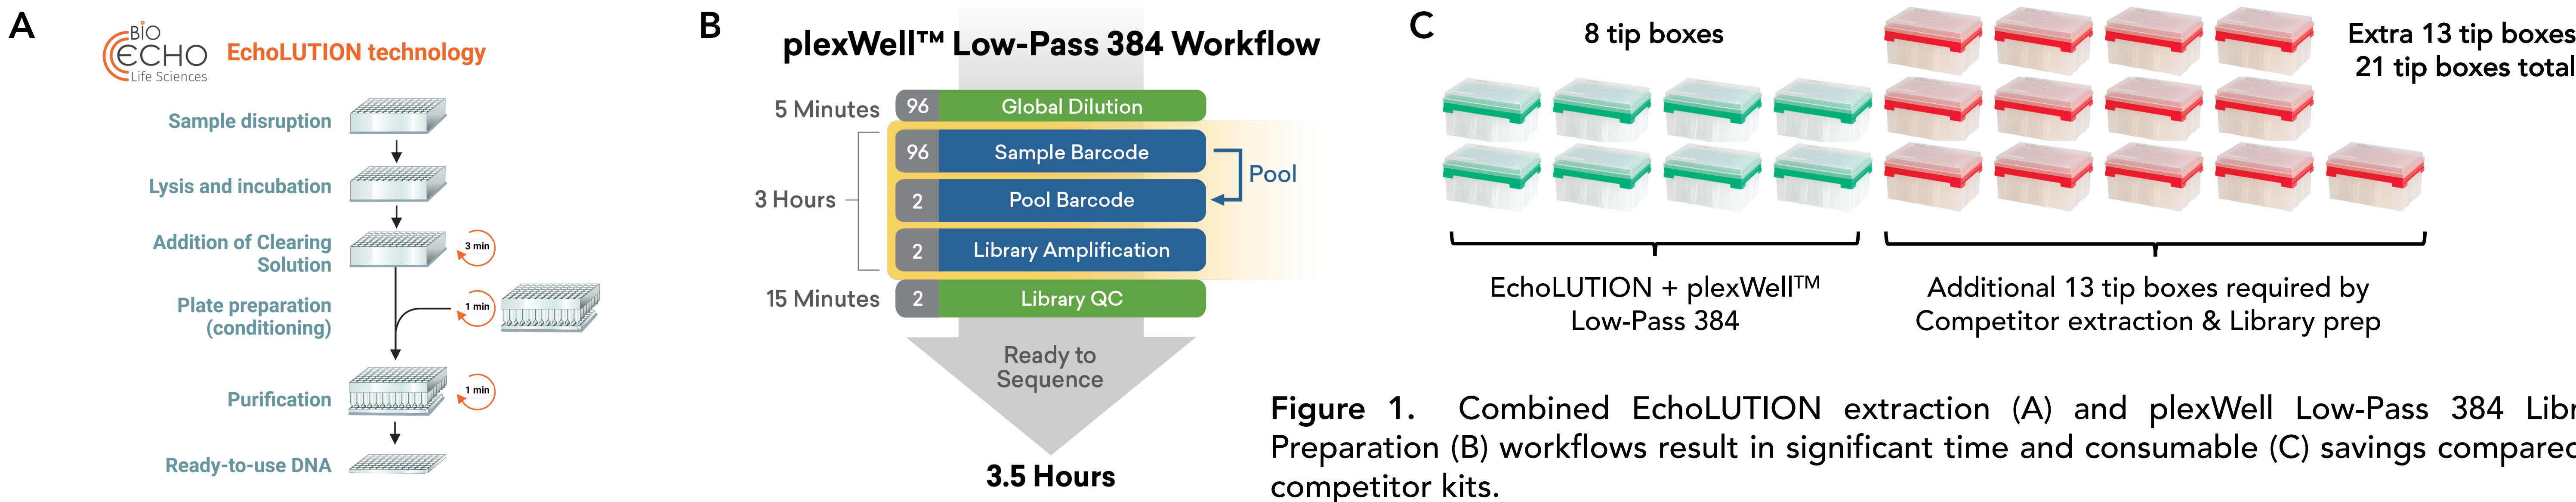 A
BIO
ECHO
Life Sciences
EchoLUTION technology
Sample disruption
Lysis and incubation
Addition of Clearing
Solution
3 min
Plate preparation
(conditioning)
1 min
Purification
1 min
Ready-to-use DNA
B
plexWell™ Low-Pass 384 Workflow
5 Minutes
96 Global Dilution
96 Sample Barcode
Pool
3 Hours
2 Pool Barcode
2 Library Amplification
15 Minutes
2 Library QC
Ready to
Sequence
3.5 Hours
C
8 tip boxes
Extra 13 tip boxes
21 tip boxes total
EchoLUTION + plexWell™
Low-Pass 384
Additional 13 tip boxes required by
Competitor extraction & Library prep
Figure 1. Combined EchoLUTION extraction (A) and plexWell Low-Pass 384 Libr
Preparation (B) workflows result in significant time and consumable (C) savings compared
competitor kits.